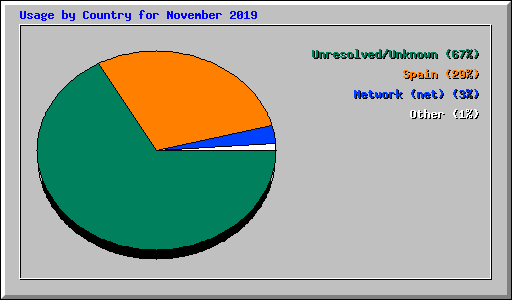 Usage by Country for November 2019
Unresolved/Unknown (67%)
Spain (29%)
Network (net) (3%)
Other (1%)